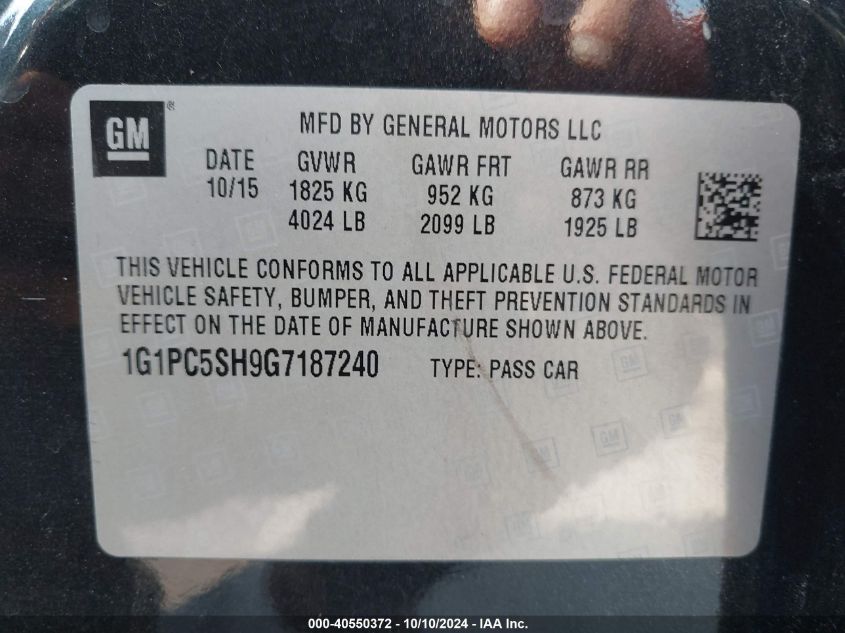 GM ®
MFD BY GENERAL MOTORS LLC
DATE GVWR GAWR FRT GAWR RR
10/15 1825 KG 952 KG 873 KG
4024 LB 2099 LB 1925 LB
THIS VEHICLE CONFORMS TO ALL APPLICABLE U.S. FEDERAL MOTOR
VEHICLE SAFETY, BUMPER, AND THEFT PREVENTION STANDARDS IN
EFFECT ON THE DATE OF MANUFACTURE SHOWN ABOVE.
1G1PC5SH9G7187240 TYPE: PASS CAR
000-40550372 - 10/10/2024 - IAA Inc.